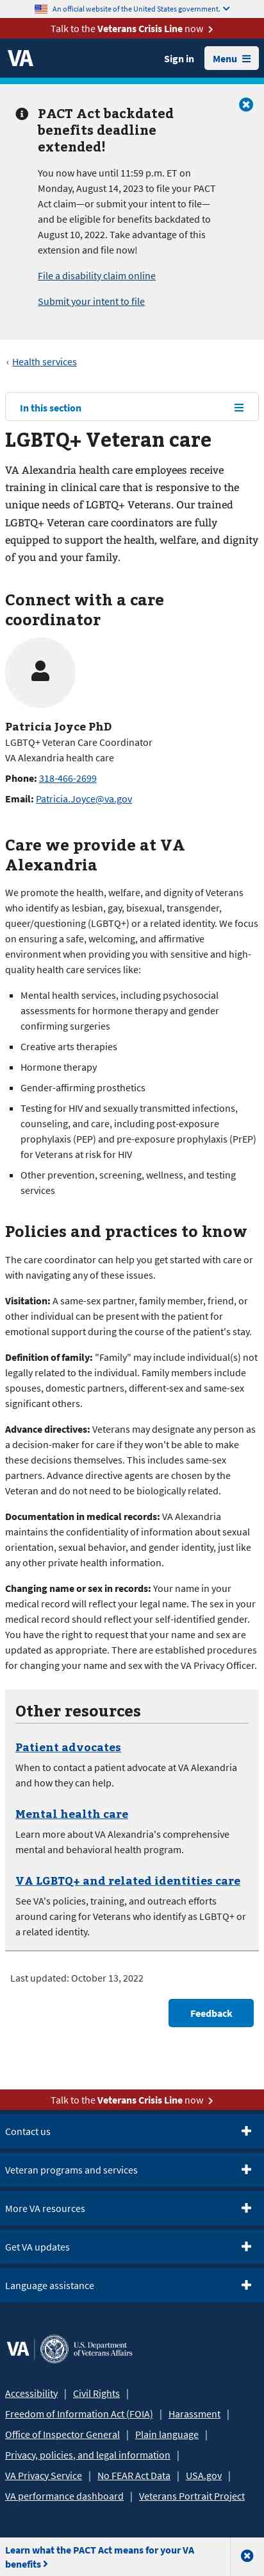 An official website of the United States government.
Talk to the Veterans Crisis Line now
VA
Sign in
Menu
PACT Act backdated
benefits deadline
extended!
You now have until 11:59 p.m. ET on
Monday, August 14, 2023 to file your PACT
Act claim—or submit your intent to file—
and be eligible for benefits backdated to
August 10, 2022. Take advantage of this
extension and file now!
File a disability claim online
Submit your intent to file
‹ Health services
In this section
LGBTQ+ Veteran care
VA Alexandria health care employees receive
training in clinical care that is responsive to the
unique needs of LGBTQ+ Veterans. Our trained
LGBTQ+ Veteran care coordinators are fully
equipped to support the health, welfare, and dignity
of you and your family.
Connect with a care
coordinator
Patricia Joyce PhD
LGBTQ+ Veteran Care Coordinator
VA Alexandria health care
Phone: 318-466-2699
Email: Patricia.Joyce@va.gov
Care we provide at VA
Alexandria
We promote the health, welfare, and dignity of Veterans
who identify as lesbian, gay, bisexual, transgender,
queer/questioning (LGBTQ+) or a related identity. We focus
on ensuring a safe, welcoming, and affirmative
environment when providing you with sensitive and high-
quality health care services like:
▪ Mental health services, including psychosocial
assessments for hormone therapy and gender
confirming surgeries
▪ Creative arts therapies
▪ Hormone therapy
▪ Gender-affirming prosthetics
▪ Testing for HIV and sexually transmitted infections,
counseling, and care, including post-exposure
prophylaxis (PEP) and pre-exposure prophylaxis (PrEP)
for Veterans at risk for HIV
▪ Other prevention, screening, wellness, and testing
services
Policies and practices to know
The care coordinator can help you get started with care or
with navigating any of these issues.
Visitation: A same-sex partner, family member, friend, or
other individual can be present with the patient for
emotional support during the course of the patient's stay.
Definition of family: "Family" may include individual(s) not
legally related to the individual. Family members include
spouses, domestic partners, different-sex and same-sex
significant others.
Advance directives: Veterans may designate any person as
a decision-maker if they won't be able to make
these decisions themselves. This includes same-sex
partners. Advance directive agents are chosen by the
Veteran and do not need to be biologically related.
Documentation in medical records: VA Alexandria
maintains the confidentiality of information about sexual
orientation, sexual behavior, and gender identity, just like
any other private health information.
Changing name or sex in records: Your name in your
medical record will reflect your legal name. The sex in your
medical record should reflect your self-identified gender.
You have the right to request that your name and sex are
updated as appropriate. There are established procedures
for changing your name and sex with the VA Privacy Officer.
Other resources
Patient advocates
When to contact a patient advocate at VA Alexandria
and how they can help.
Mental health care
Learn more about VA Alexandria's comprehensive
mental and behavioral health program.
VA LGBTQ+ and related identities care
See VA's policies, training, and outreach efforts
around caring for Veterans who identify as LGBTQ+ or
a related identity.
Last updated: October 13, 2022
Feedback
Talk to the Veterans Crisis Line now
Contact us
Veteran programs and services
More VA resources
Get VA updates
Language assistance
VA | U.S. Department
of Veterans Affairs
Accessibility | Civil Rights |
Freedom of Information Act (FOIA) | Harassment |
Office of Inspector General | Plain language |
Privacy, policies, and legal information |
VA Privacy Service | No FEAR Act Data | USA.gov |
VA performance dashboard | Veterans Portrait Project
Learn what the PACT Act means for your VA
benefits